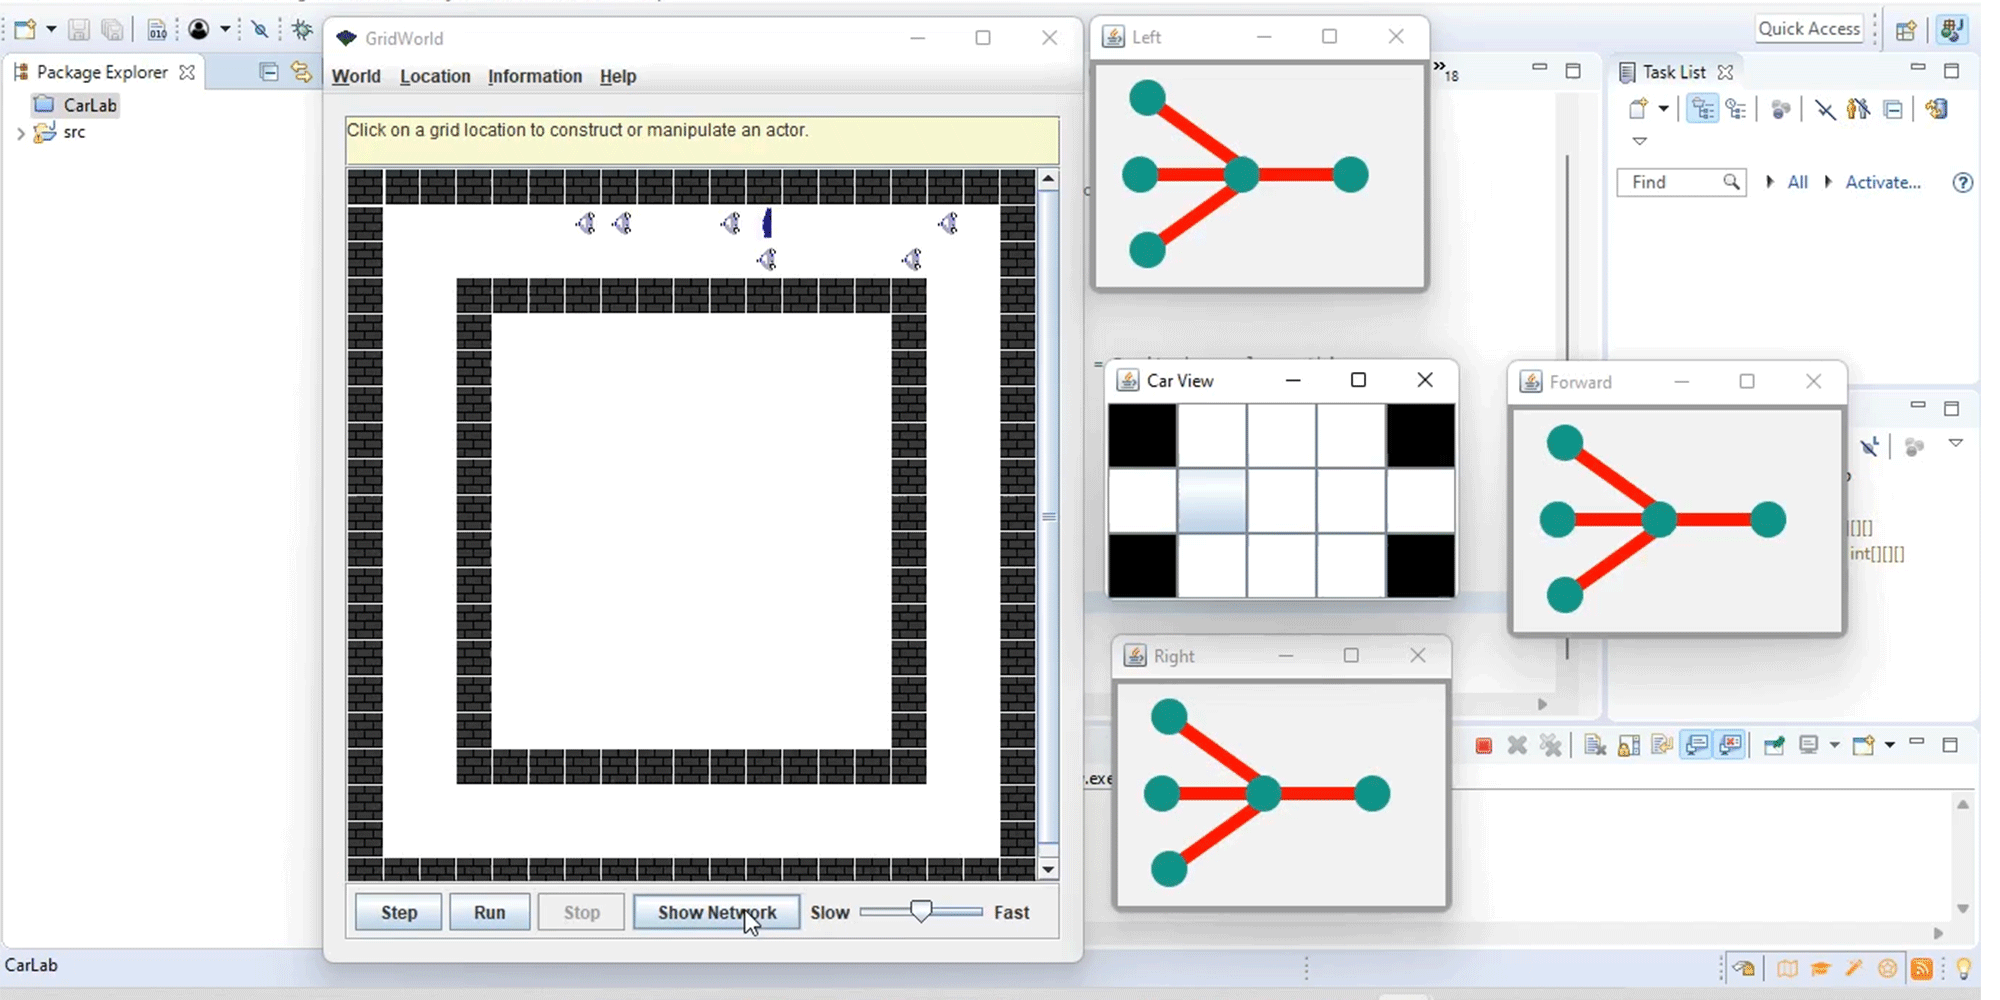 Quick Access
Package Explorer
CarLab
src
GridWorld
World Location Information Help
Click on a grid location to construct or manipulate an actor.
Step Run Stop Show Network Slow Fast
Left
18
Car View
Right
Forward
Task List
Find All Activate...
[][]
int[][][]
.exe
010
CarLab